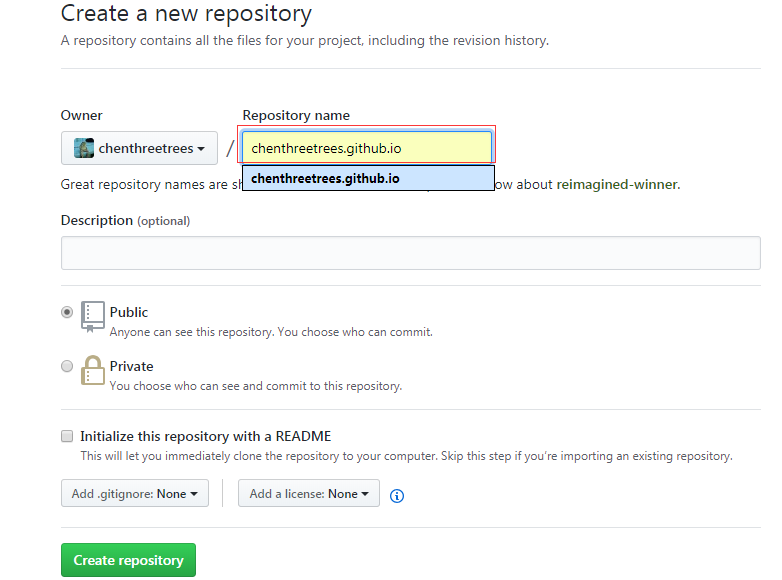 Create a new repository
A repository contains all the files for your project, including the revision history.
Owner
Repository name
chenthreetrees
/
chenthreetrees.github.io
chenthreetrees.github.io
Great repository names are ow about reimagined-winner.
Description (optional)
Public
Anyone can see this repository. You choose who can commit.
Private
You choose who can see and commit to this repository.
Initialize this repository with a README
This will let you immediately clone the repository to your computer. Skip this step if you’re importing an existing repository.
Add .gitignore: None
Add a license: None
Create repository